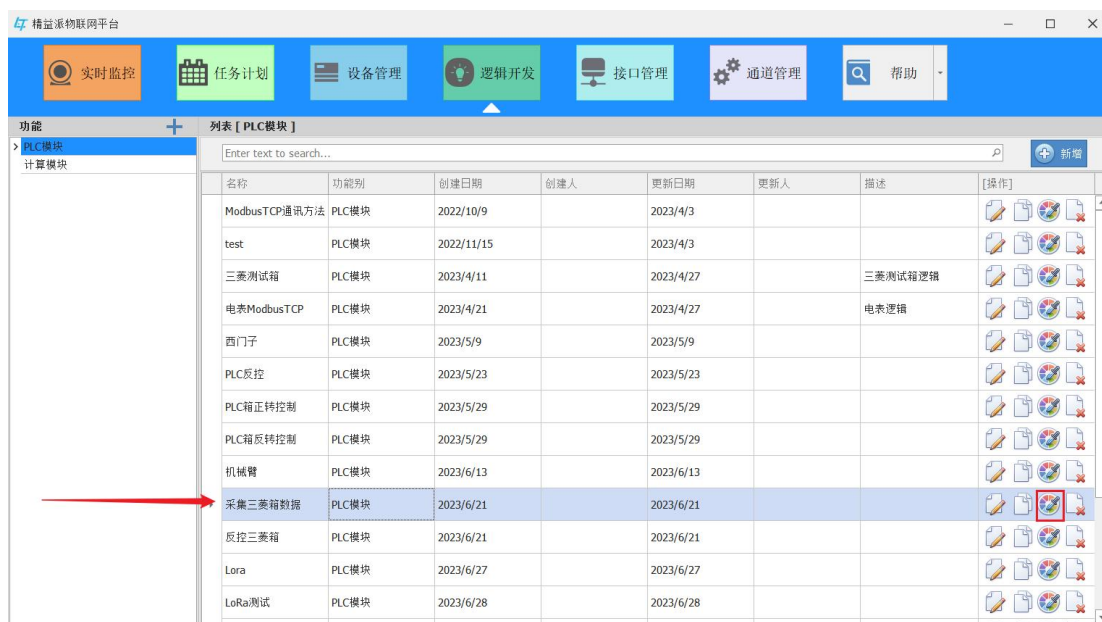 精益派物联网平台
实时监控 任务计划 设备管理 逻辑开发 接口管理 通道管理 帮助
功能 列表 [ PLC模块 ]
PLC模块
计算模块
Enter text to search... 新增
名称 功能别 创建日期 创建人 更新日期 更新人 描述 [操作]
ModbusTCP通讯方法 PLC模块 2022/10/9 2023/4/3
test PLC模块 2022/11/15 2023/4/3
三菱测试箱 PLC模块 2023/4/11 2023/4/27 三菱测试箱逻辑
电表ModbusTCP PLC模块 2023/4/21 2023/4/27 电表逻辑
西门子 PLC模块 2023/5/9 2023/5/9
PLC反控 PLC模块 2023/5/23 2023/5/23
PLC箱正转控制 PLC模块 2023/5/29 2023/5/29
PLC箱反转控制 PLC模块 2023/5/29 2023/5/29
机械臂 PLC模块 2023/6/13 2023/6/13
采集三菱箱数据 PLC模块 2023/6/21 2023/6/21
反控三菱箱 PLC模块 2023/6/21 2023/6/21
Lora PLC模块 2023/6/27 2023/6/27
LoRa测试 PLC模块 2023/6/28 2023/6/28